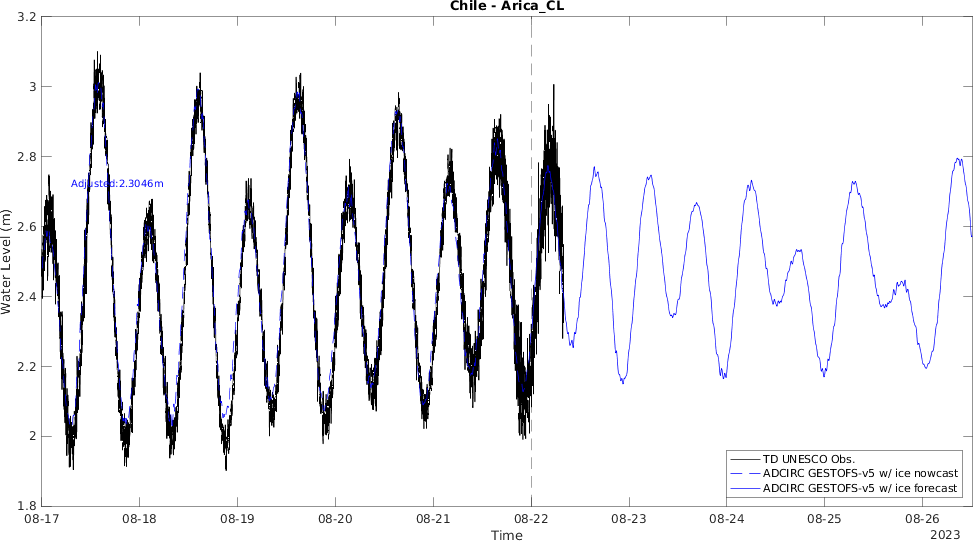 Chile - Arica_CL
3.2
3
2.8
2.6
2.4
2.2
2
1.8
Water Level (m)
Adjusted:2.3046m
TD UNESCO Obs.
ADCIRC GESTOFS-v5 w/ ice nowcast
ADCIRC GESTOFS-v5 w/ ice forecast
08-17 08-18 08-19 08-20 08-21 08-22 08-23 08-24 08-25 08-26
Time
2023